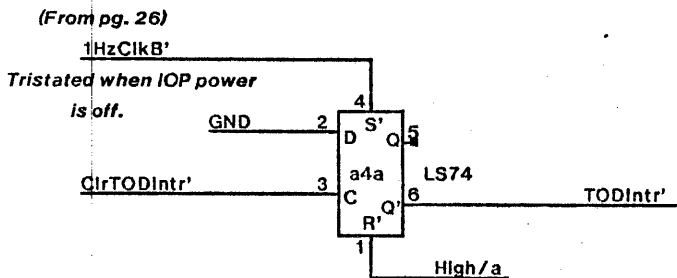 (From pg. 26)
1HzClkB'
Tristated when IOP power
is off.
4
S'
GND
2
D
Q
5
a4a
LS74
ClrTODIntr'
3
C
Q'
6
TODIntr'
R'
1
High/a